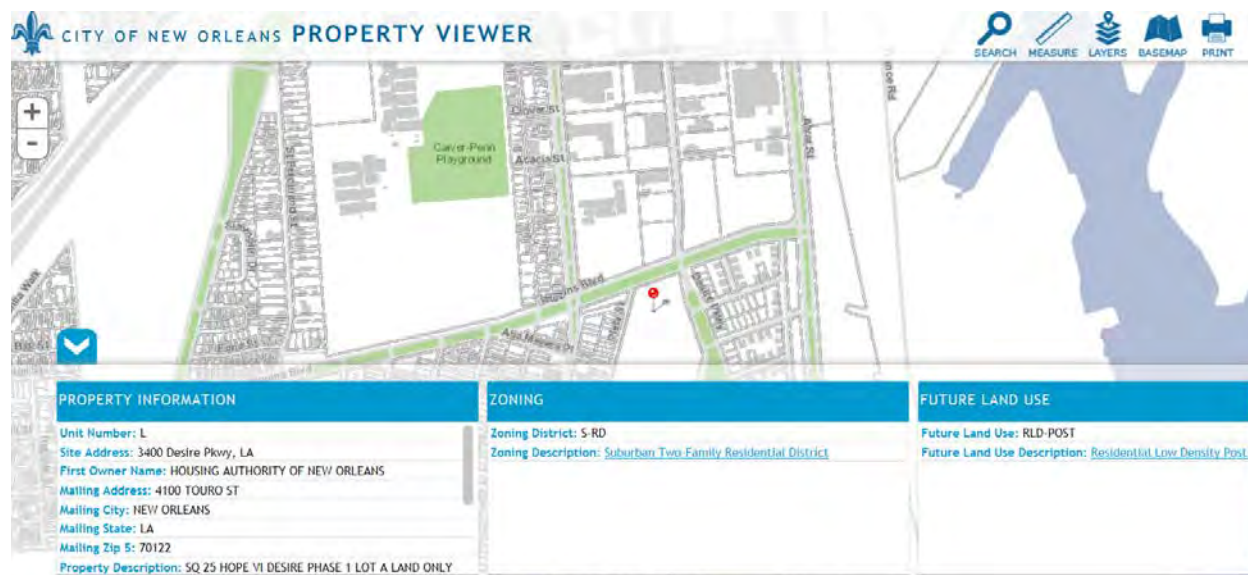 CITY OF NEW ORLEANS PROPERTY VIEWER
SEARCH MEASURE LAYERS BASEMAP PRINT
+
-
Clover St
Carver-Penn
Playground
Acacia St
Alvar St
Higgins Blvd
Desire Pkwy
PROPERTY INFORMATION
Unit Number: L
Site Address: 3400 Desire Pkwy, LA
First Owner Name: HOUSING AUTHORITY OF NEW ORLEANS
Mailing Address: 4100 TOURO ST
Mailing City: NEW ORLEANS
Mailing State: LA
Mailing Zip 5: 70122
Property Description: SQ 25 HOPE VI DESIRE PHASE 1 LOT A LAND ONLY
ZONING
Zoning District: S-RD
Zoning Description: Suburban Two-Family Residential District
FUTURE LAND USE
Future Land Use: RLD-POST
Future Land Use Description: Residential Low Density Post